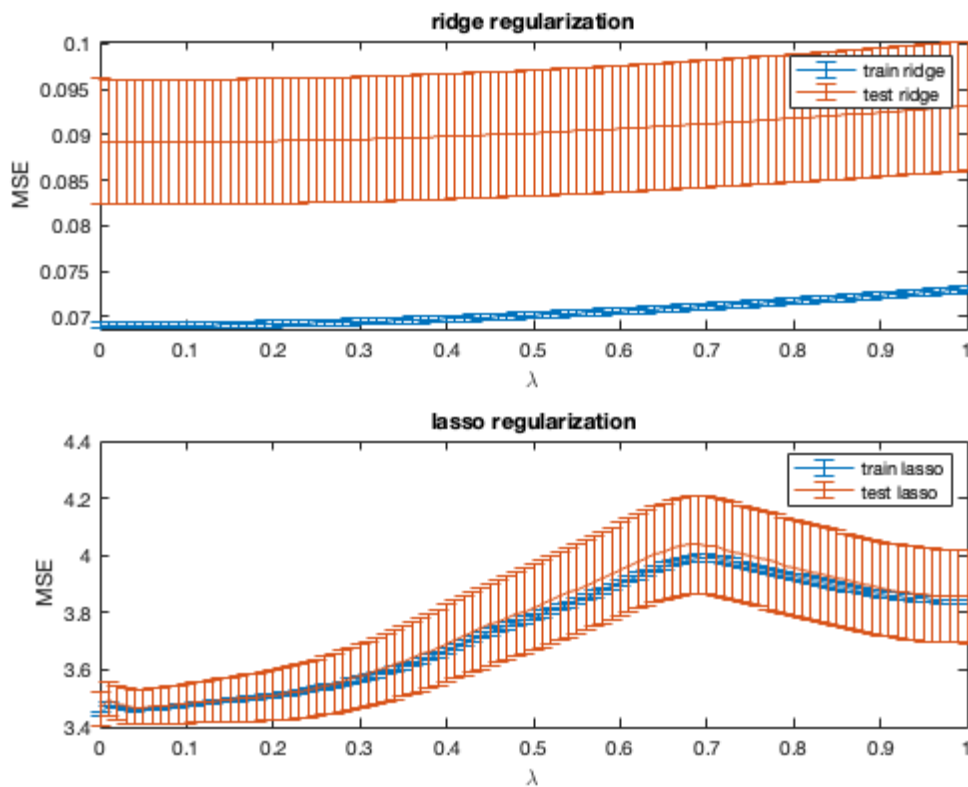 ridge regularization
0.1
0.095
0.09
0.085
0.08
0.075
0.07
MSE
train ridge
test ridge
0 0.1 0.2 0.3 0.4 0.5 0.6 0.7 0.8 0.9 1
λ
lasso regularization
4.4
4.2
4
3.8
3.6
3.4
MSE
train lasso
test lasso
0 0.1 0.2 0.3 0.4 0.5 0.6 0.7 0.8 0.9 1
λ